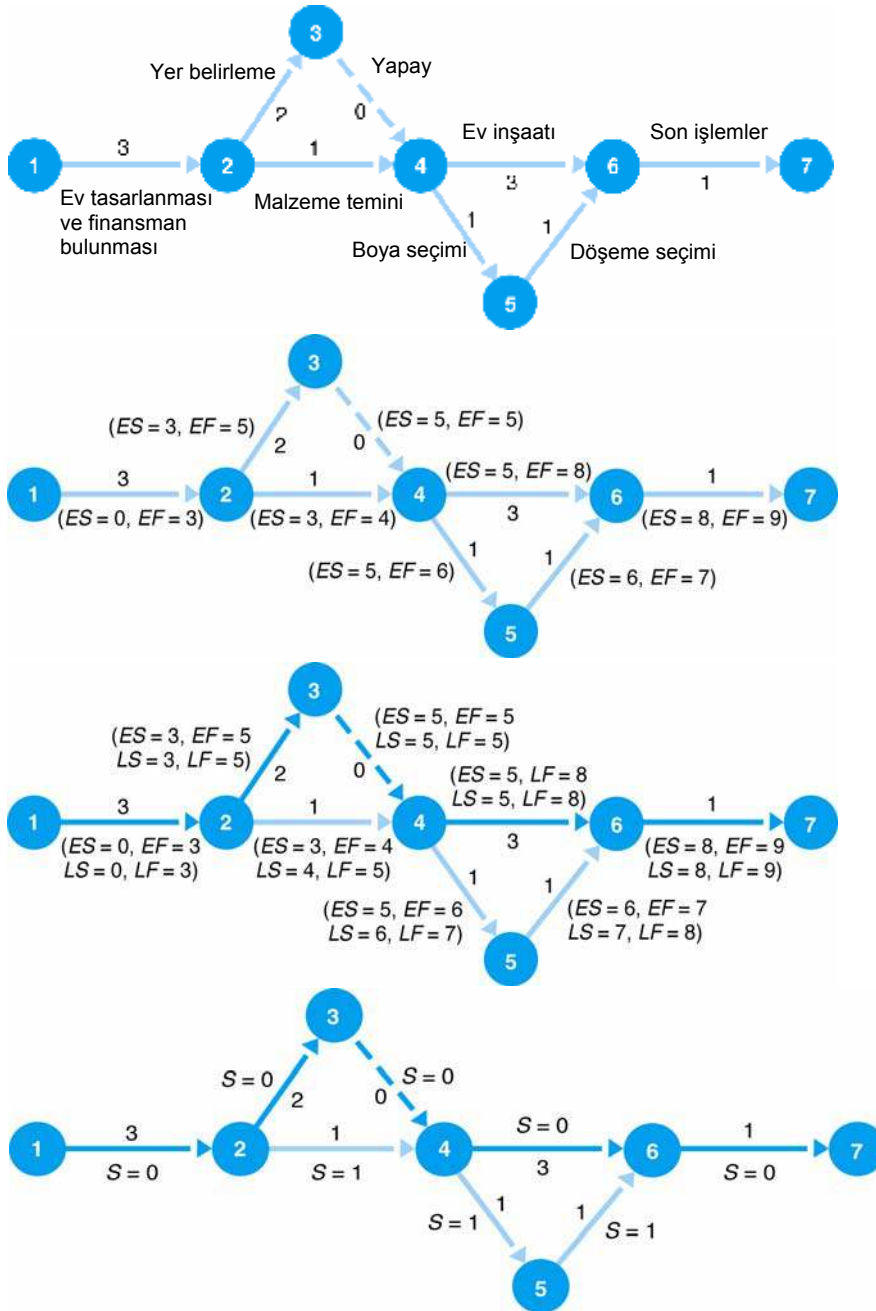 3
Yer belirleme
Yapay
2
0
Ev inşaatı
Son işlemler
1
3
2
1
4
6
7
3
1
Ev tasarlanması
ve finansman
bulunması
Malzeme temini
1
1
Boya seçimi
Döşeme seçimi
5
3
(ES = 3, EF = 5)
(ES = 5, EF = 5)
2
0
3
1
(ES = 5, EF = 8)
1
1
2
4
6
7
(ES = 0, EF = 3)
(ES = 3, EF = 4)
3
(ES = 8, EF = 9)
1
1
(ES = 5, EF = 6)
(ES = 6, EF = 7)
5
3
(ES = 3, EF = 5
LS = 3, LF = 5)
(ES = 5, EF = 5
LS = 5, LF = 5)
2
0
(ES = 5, LF = 8
LS = 5, LF = 8)
3
1
1
1
2
4
6
7
3
(ES = 0, EF = 3
LS = 0, LF = 3)
(ES = 3, EF = 4
LS = 4, LF = 5)
(ES = 8, EF = 9
LS = 8, LF = 9)
1
1
(ES = 5, EF = 6
LS = 6, LF = 7)
(ES = 6, EF = 7
LS = 7, LF = 8)
5
3
S = 0
S = 0
2
0
3
1
S = 0
1
1
2
4
6
7
S = 0
S = 1
3
S = 0
1
1
S = 1
S = 1
5